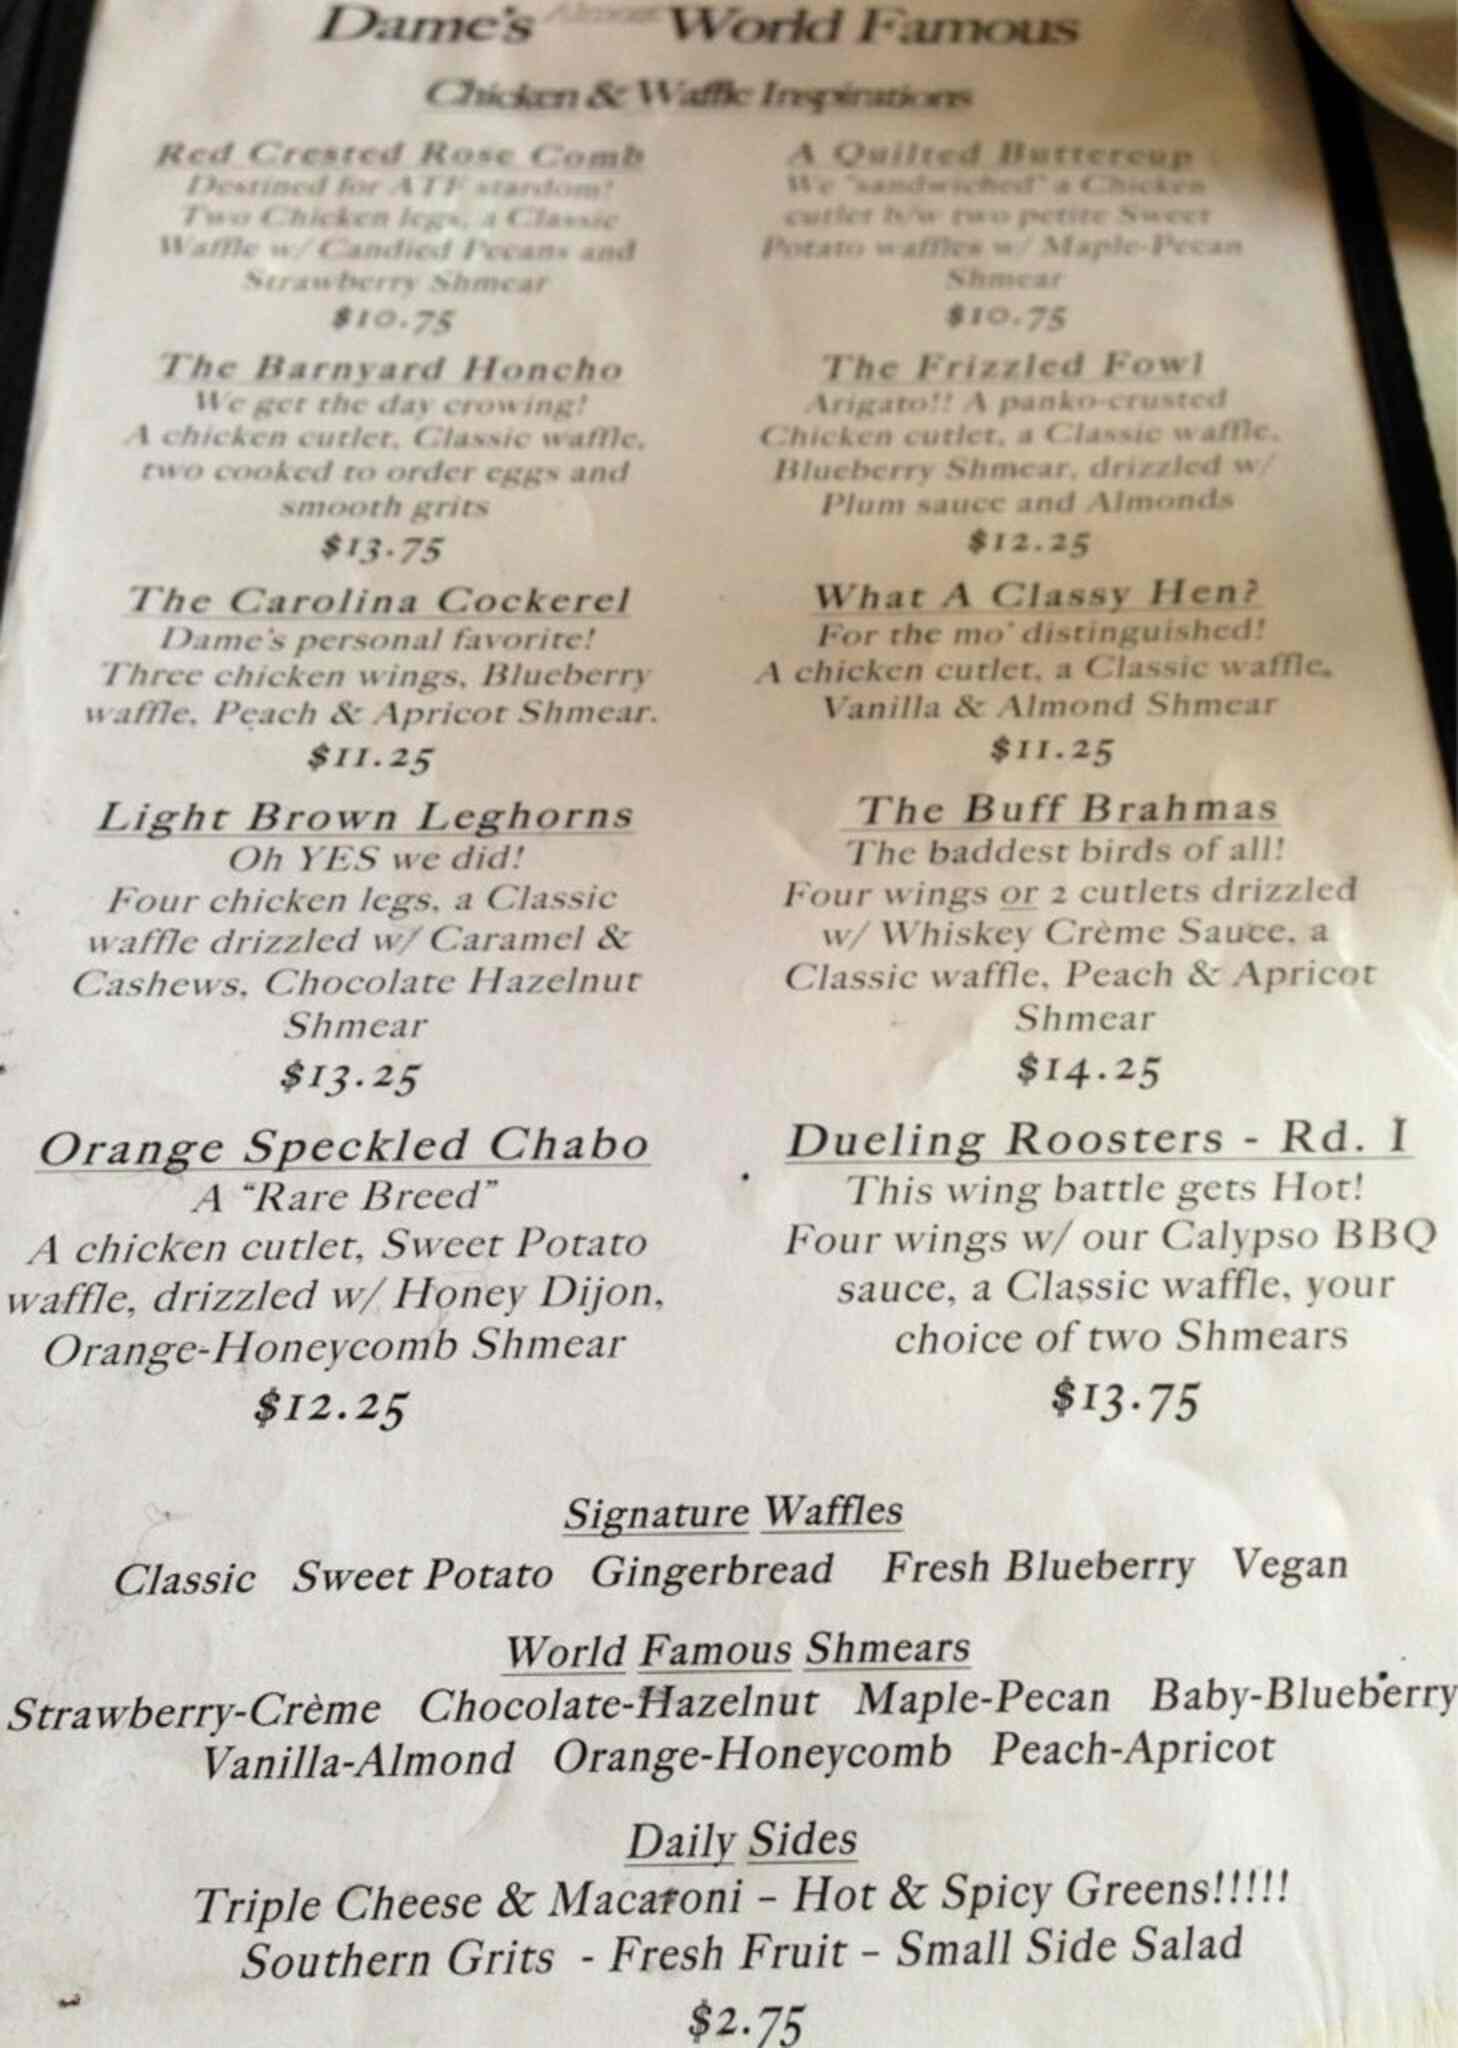 Dame's Almost World Famous
Chicken & Waffle Inspirations
Red Crested Rose Comb
Destined for ATF stardom!
Two Chicken legs, a Classic
Waffle w/ Candied Pecans and
Strawberry Shmear
$10.75
The Barnyard Honcho
We get the day crowing!
A chicken cutlet, Classic waffle,
two cooked to order eggs and
smooth grits
$13.75
The Carolina Cockerel
Dame's personal favorite!
Three chicken wings, Blueberry
waffle, Peach & Apricot Shmear.
$11.25
Light Brown Leghorns
Oh YES we did!
Four chicken legs, a Classic
waffle drizzled w/ Caramel &
Cashews, Chocolate Hazelnut
Shmear
$13.25
Orange Speckled Chabo
A "Rare Breed"
A chicken cutlet, Sweet Potato
waffle, drizzled w/ Honey Dijon,
Orange-Honeycomb Shmear
$12.25
A Quilted Buttercup
We "sandwiched" a Chicken
cutlet b/w two petite Sweet
Potato waffles w/ Maple-Pecan
Shmear
$10.75
The Frizzled Fowl
Arigato!! A panko-crusted
Chicken cutlet, a Classic waffle,
Blueberry Shmear, drizzled w/
Plum sauce and Almonds
$12.25
What A Classy Hen?
For the mo' distinguished!
A chicken cutlet, a Classic waffle,
Vanilla & Almond Shmear
$11.25
The Buff Brahmas
The baddest birds of all!
Four wings or 2 cutlets drizzled
w/ Whiskey Crème Sauce, a
Classic waffle, Peach & Apricot
Shmear
$14.25
Dueling Roosters - Rd. I
This wing battle gets Hot!
Four wings w/ our Calypso BBQ
sauce, a Classic waffle, your
choice of two Shmears
$13.75
Signature Waffles
Classic Sweet Potato Gingerbread Fresh Blueberry Vegan
World Famous Shmears
Strawberry-Crème Chocolate-Hazelnut Maple-Pecan Baby-Blueberry
Vanilla-Almond Orange-Honeycomb Peach-Apricot
Daily Sides
Triple Cheese & Macaroni – Hot & Spicy Greens!!!!!
Southern Grits - Fresh Fruit – Small Side Salad
$2.75